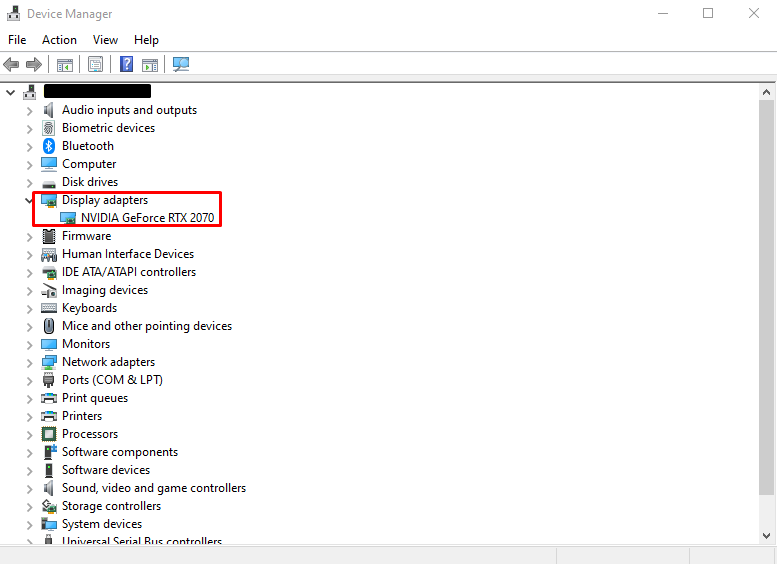 Device Manager
File Action View Help
Audio inputs and outputs
Biometric devices
Bluetooth
Computer
Disk drives
Display adapters
NVIDIA GeForce RTX 2070
Firmware
Human Interface Devices
IDE ATA/ATAPI controllers
Imaging devices
Keyboards
Mice and other pointing devices
Monitors
Network adapters
Ports (COM & LPT)
Print queues
Printers
Processors
Software components
Software devices
Sound, video and game controllers
Storage controllers
System devices
Universal Serial Bus controllers